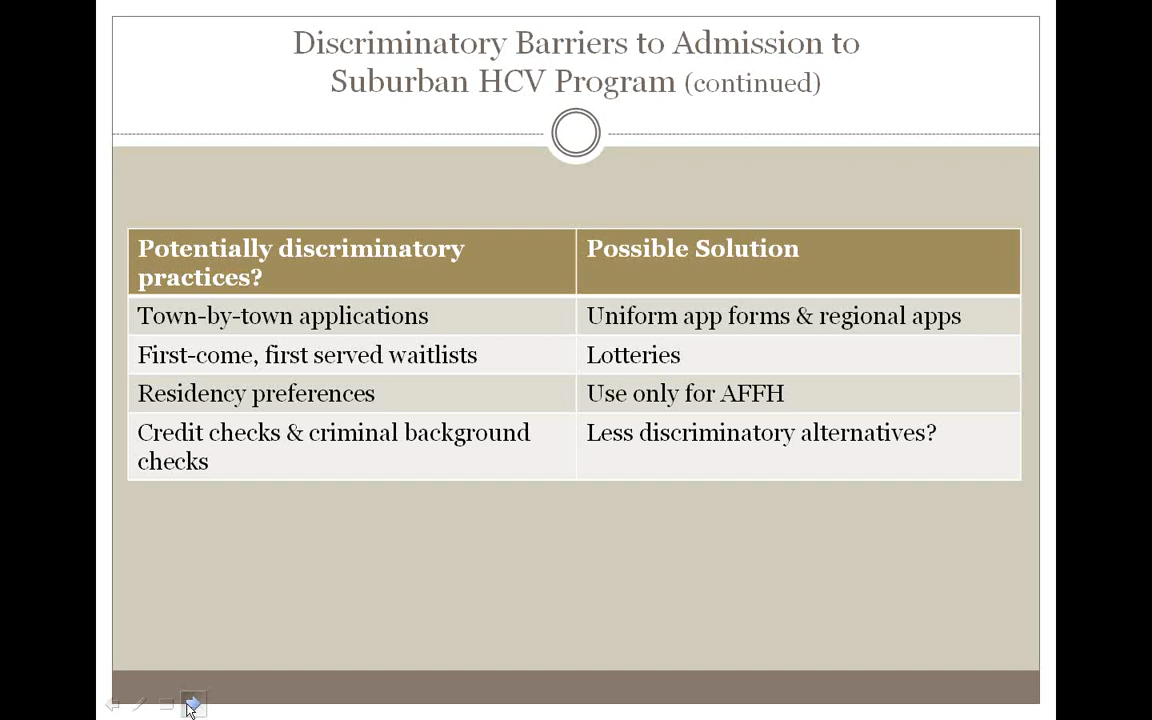 Discriminatory Barriers to Admission to
Suburban HCV Program (continued)
Potentially discriminatory
practices?
Possible Solution
Town-by-town applications
Uniform app forms & regional apps
First-come, first served waitlists
Lotteries
Residency preferences
Use only for AFFH
Credit checks & criminal background
checks
Less discriminatory alternatives?